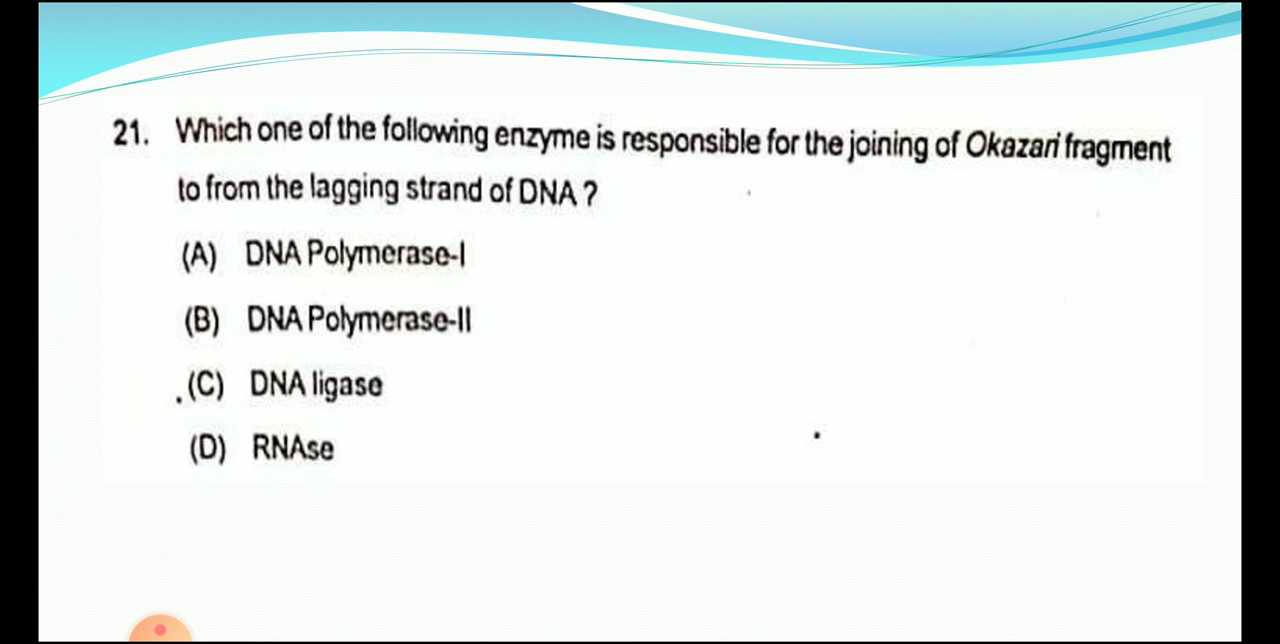 21. Which one of the following enzyme is responsible for the joining of Okazari fragment
to from the lagging strand of DNA ?
(A) DNA Polymerase-I
(B) DNA Polymerase-II
(C) DNA ligase
(D) RNAse